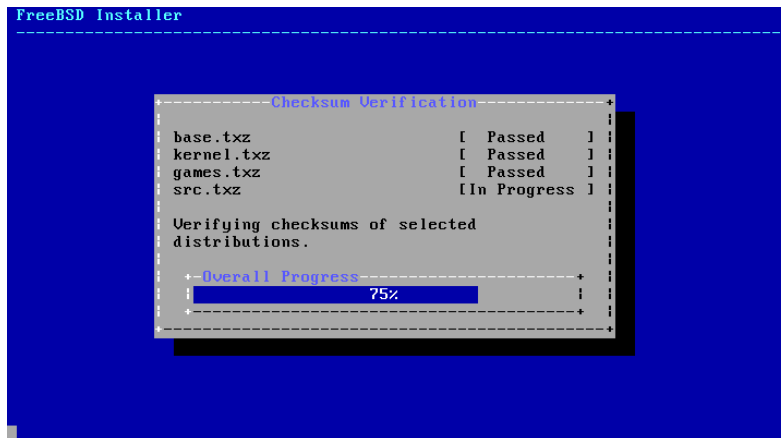 FreeBSD Installer
Checksum Verification
base.txz [ Passed ]
kernel.txz [ Passed ]
games.txz [ Passed ]
src.txz [In Progress ]
Verifying checksums of selected
distributions.
Overall Progress
75%